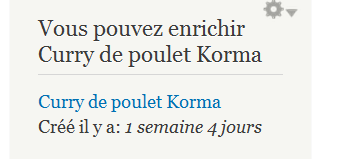 Vous pouvez enrichir
Curry de poulet Korma
Curry de poulet Korma
Créé il y a: 1 semaine 4 jours